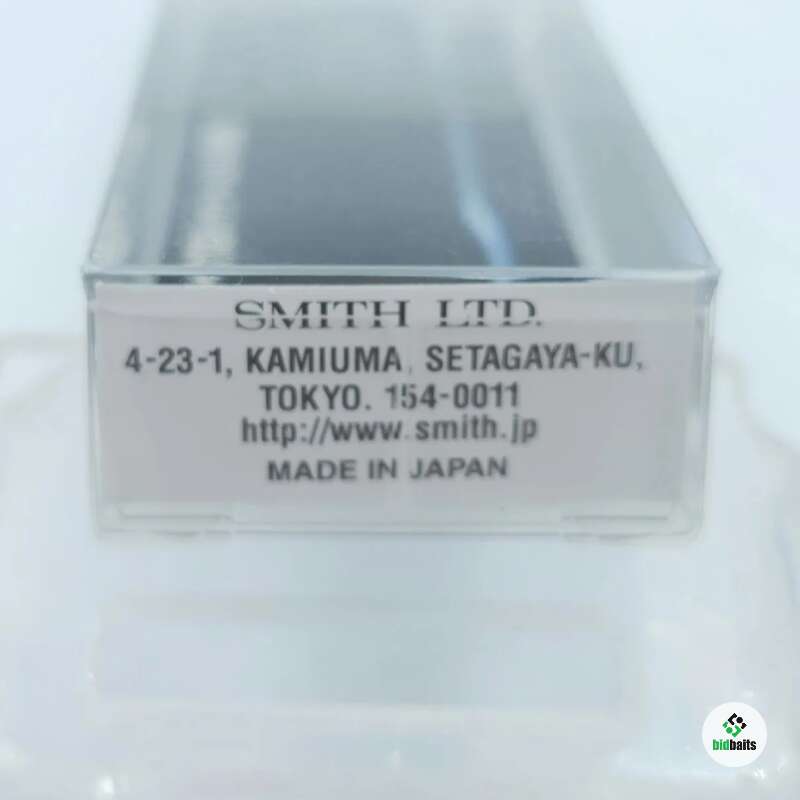 SMITH LTD.
4-23-1, KAMIUMA, SETAGAYA-KU,
TOKYO. 154-0011
http://www.smith.jp
MADE IN JAPAN
bidbaits